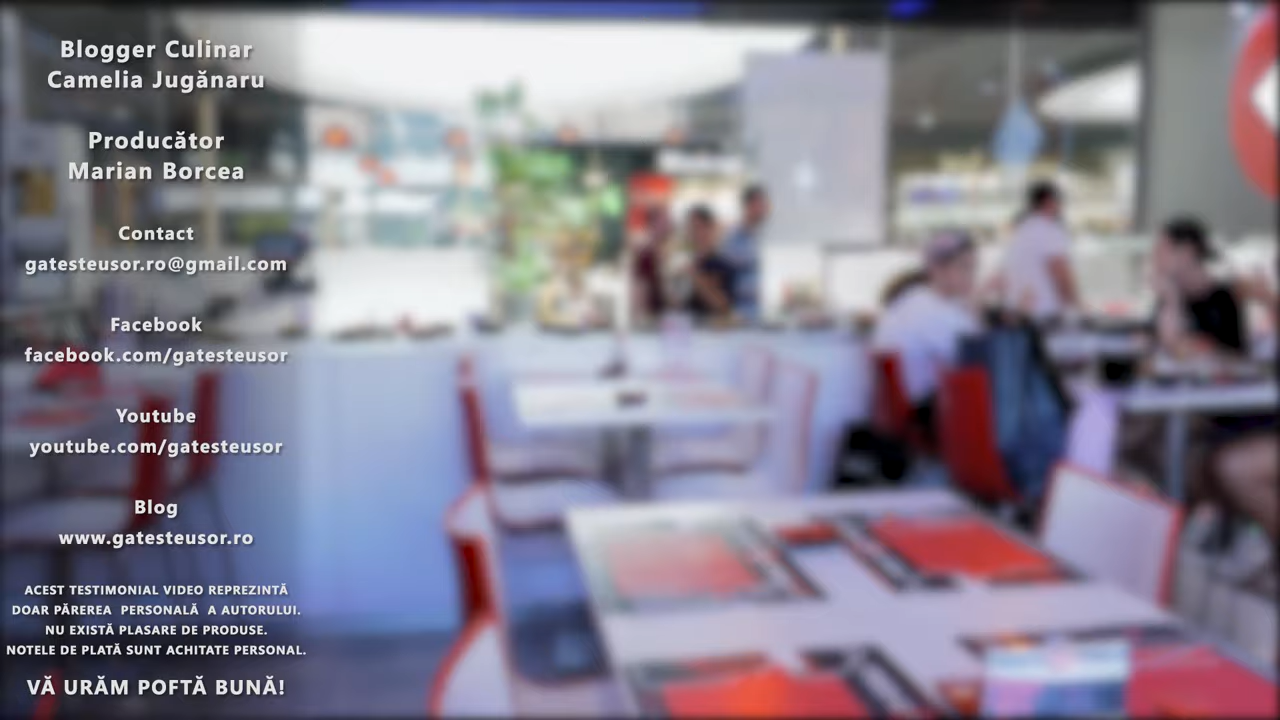 Blogger Culinar
Camelia Jugănaru
Producător
Marian Borcea
Contact
gatesteusor.ro@gmail.com
Facebook
facebook.com/gatesteusor
Youtube
youtube.com/gatesteusor
Blog
www.gatesteusor.ro
ACEST TESTIMONIAL VIDEO REPREZINTĂ
DOAR PĂREREA PERSONALĂ A AUTORULUI.
NU EXISTĂ PLASARE DE PRODUSE.
NOTELE DE PLATĂ SUNT ACHITATE PERSONAL.
VĂ URĂM POFTĂ BUNĂ!